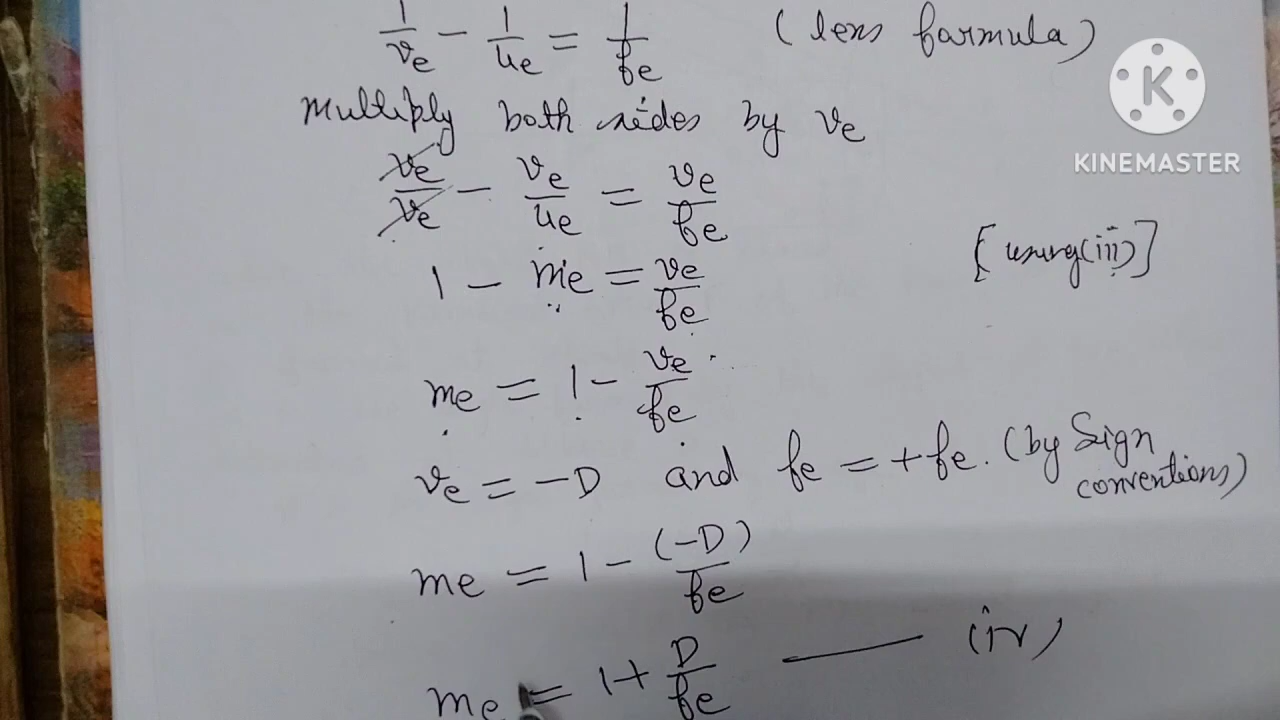 1/ve - 1/ue = 1/fe (lens formula)
KINEMASTER
Multiply both sides by ve
ve/ve - ve/ue = ve/fe
1 - me = ve/fe [using(iii)]
me = 1 - ve/fe
ve = -D and fe = +fe. (by Sign conventions)
me = 1 - (-D)/fe
me = 1 + D/fe —— (iv)